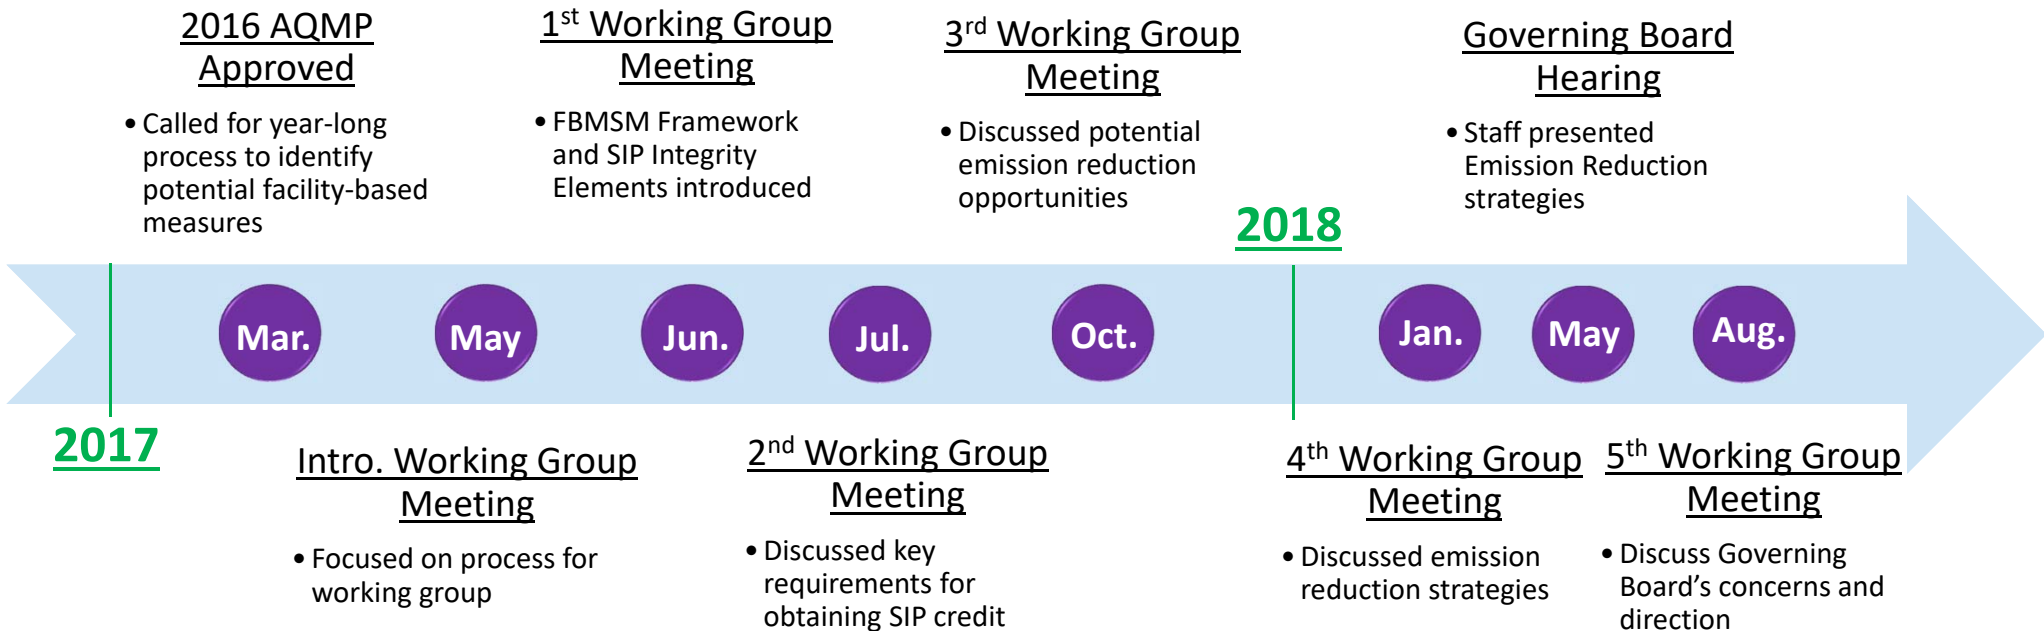 2016 AQMP
Approved
• Called for year-long
process to identify
potential facility-based
measures
1st Working Group
Meeting
• FBMSM Framework
and SIP Integrity
Elements introduced
3rd Working Group
Meeting
• Discussed potential
emission reduction
opportunities
Governing Board
Hearing
• Staff presented
Emission Reduction
strategies
2018
Mar.
May
Jun.
Jul.
Oct.
Jan.
May
Aug.
2017
Intro. Working Group
Meeting
• Focused on process for
working group
2nd Working Group
Meeting
• Discussed key
requirements for
obtaining SIP credit
4th Working Group
Meeting
• Discussed emission
reduction strategies
5th Working Group
Meeting
• Discuss Governing
Board’s concerns and
direction